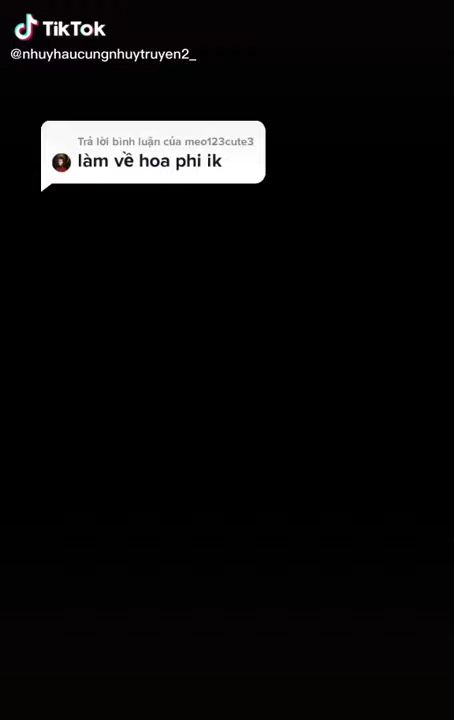 TikTok
@nhuyhaucungnhuytruyen2_
Trả lời bình luận của meo123cute3
làm về hoa phi ik